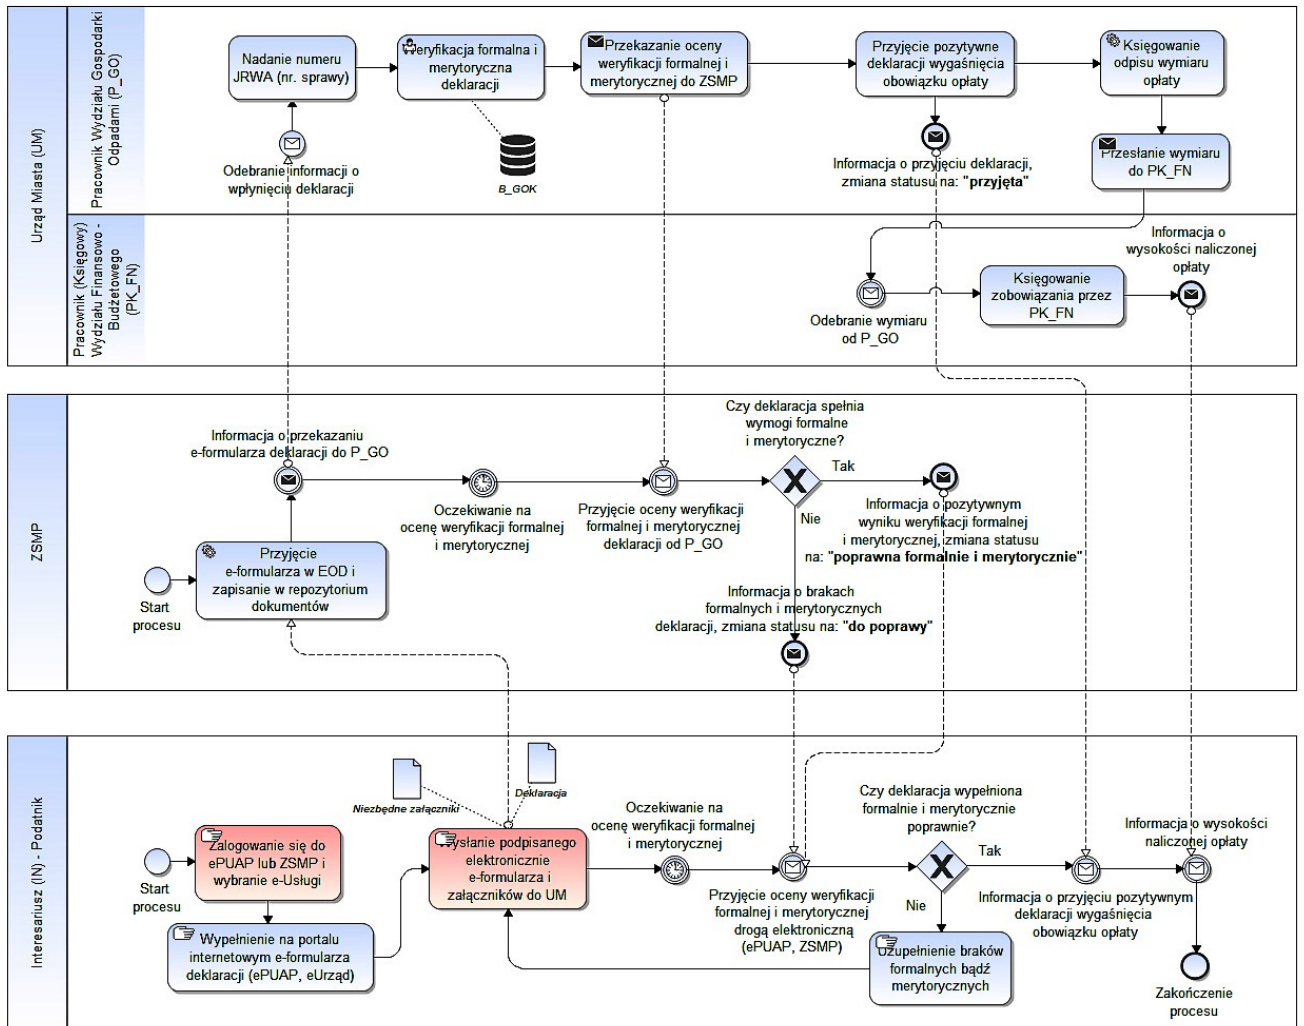 Urząd Miasta (UM)
Pracownik Wydziału Gospodarki
Odpadami (P_GO)
Nadanie numeru
JRWA (nr. sprawy)
Weryfikacja formalna i
merytoryczna
deklaracji
Przekazanie oceny
weryfikacji formalnej i
merytorycznej do ZSMP
Przyjęcie pozytywne
deklaracji wygaśnięcia
obowiązku opłaty
Księgowanie
odpisu wymiaru
opłaty
Odebranie informacji o
wpłynięciu deklaracji
B_GOK
Informacja o przyjęciu deklaracji,
zmiana statusu na: "przyjęta"
Przesłanie wymiaru
do PK_FN
Pracownik (Księgowy)
Wydziału Finansowo -
Budżetowego
(PK_FN)
Odebranie wymiaru
od P_GO
Księgowanie
zobowiązania przez
PK_FN
Informacja o
wysokości naliczonej
opłaty
ZSMP
Start
procesu
Przyjęcie
e-formularza w EOD i
zapisanie w repozytorium
dokumentów
Informacja o przekazaniu
e-formularza deklaracji do P_GO
Oczekiwanie na
ocenę weryfikacji formalnej
i merytorycznej
Przyjęcie oceny weryfikacji
formalnej i merytorycznej
deklaracji od P_GO
Czy deklaracja spełnia
wymogi formalne
i merytoryczne?
Tak
Nie
Informacja o pozytywnym
wyniku weryfikacji formalnej
i merytorycznej, zmiana statusu
na: "poprawna formalnie i merytorycznie"
Informacja o brakach
formalnych i merytorycznych
deklaracji, zmiana statusu na: "do poprawy"
Interesariusz (IN) - Podatnik
Start
procesu
Zalogowanie się do
ePUAP lub ZSMP i
wybranie e-Usługi
Wypełnienie na portalu
internetowym e-formularza
deklaracji (ePUAP, eUrząd)
Niezbędne załączniki
Deklaracja
Wysłanie podpisanego
elektronicznie
e-formularza i
załączników do UM
Oczekiwanie na
ocenę weryfikacji formalnej
i merytorycznej
Przyjęcie oceny weryfikacji
formalnej i merytorycznej
drogą elektroniczną
(ePUAP, ZSMP)
Czy deklaracja wypełniona
formalnie i merytorycznie
poprawnie?
Tak
Nie
Uzupełnienie braków
formalnych bądź
merytorycznych
Informacja o przyjęciu pozytywnym
deklaracji wygaśnięcia
obowiązku opłaty
Informacja o wysokości
naliczonej opłaty
Zakończenie
procesu